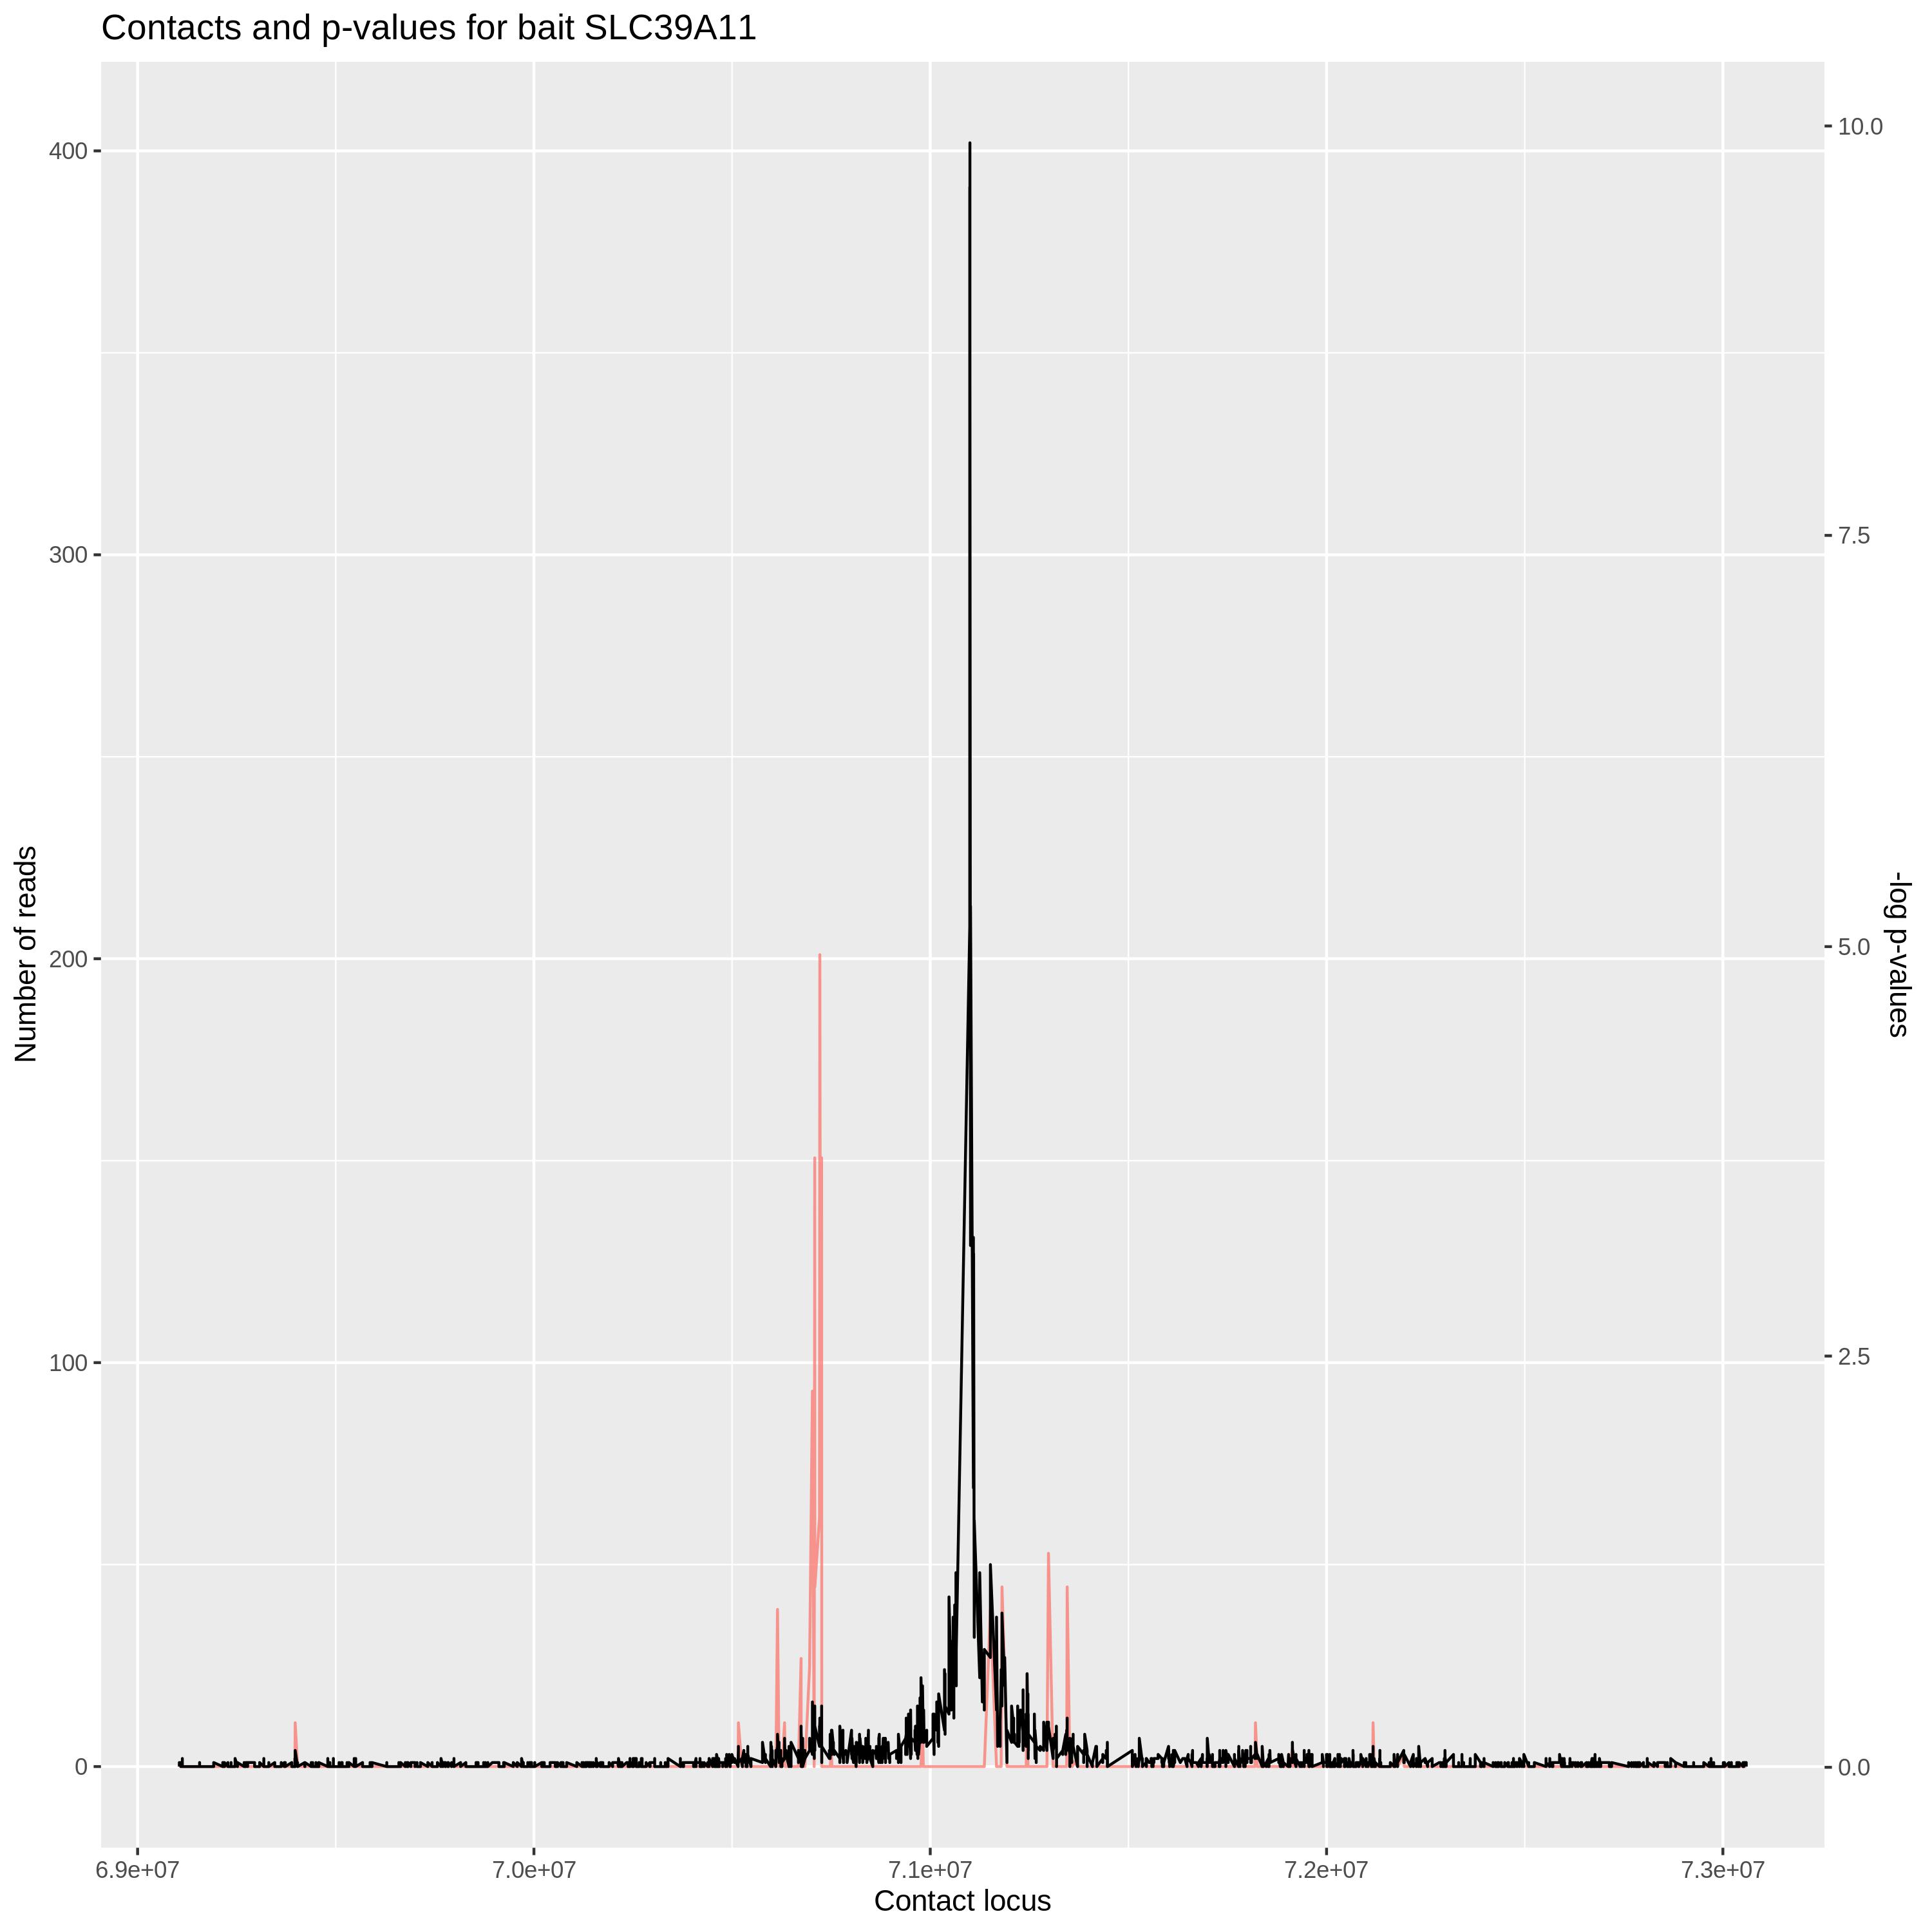 Contacts and p-values for bait SLC39A11
400
300
200
100
0
Number of reads
10.0
7.5
5.0
2.5
0.0
-log p-values
6.9e+07
7.0e+07
7.1e+07
7.2e+07
7.3e+07
Contact locus